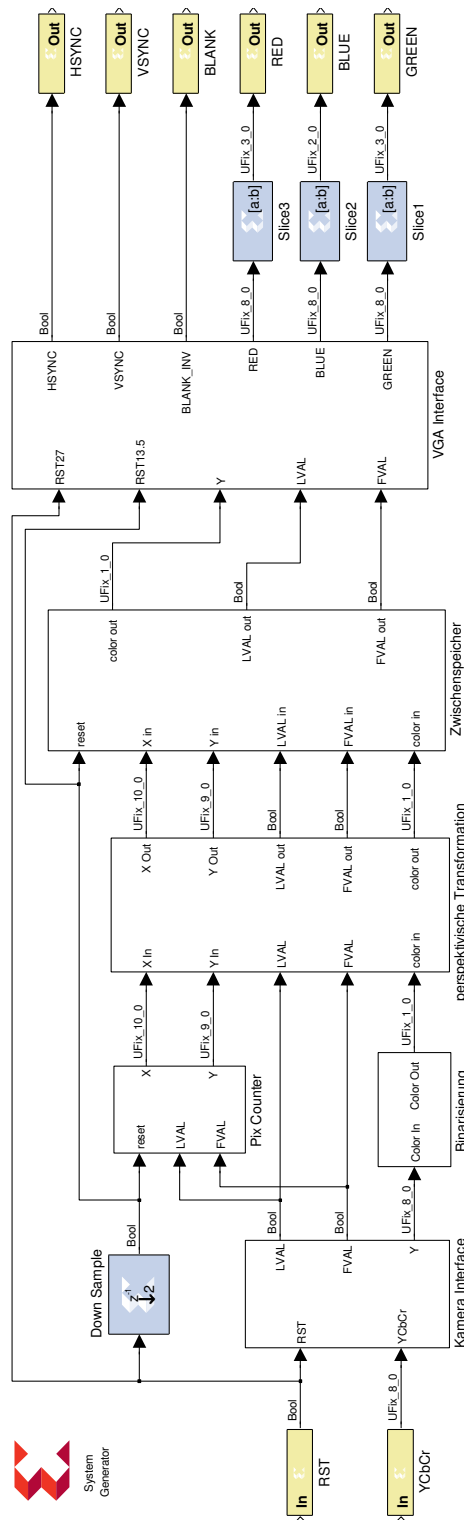 System
Generator
In
RST
Bool
In
YCbCr
UFix_8_0
Down Sample
z-1
↓2
Bool
RST
YCbCr
LVAL
FVAL
Y
Kamera Interface
Bool
Bool
UFix_8_0
reset
LVAL
FVAL
X
Y
Pix Counter
UFix_10_0
UFix_9_0
Color In
Color Out
Binarisierung
UFix_1_0
X In
Y In
LVAL
FVAL
color in
X Out
Y Out
LVAL out
FVAL out
color out
perspektivische Transformation
UFix_10_0
UFix_9_0
Bool
Bool
UFix_1_0
reset
X in
Y in
LVAL in
FVAL in
color in
color out
LVAL out
FVAL out
Zwischenspeicher
UFix_1_0
Bool
Bool
RST27
RST13.5
Y
LVAL
FVAL
HSYNC
VSYNC
BLANK_INV
RED
BLUE
GREEN
VGA Interface
Bool
Bool
Bool
UFix_8_0
UFix_8_0
UFix_8_0
[a:b]
Slice3
[a:b]
Slice2
[a:b]
Slice1
UFix_3_0
UFix_2_0
UFix_3_0
Out
HSYNC
Out
VSYNC
Out
BLANK
Out
RED
Out
BLUE
Out
GREEN